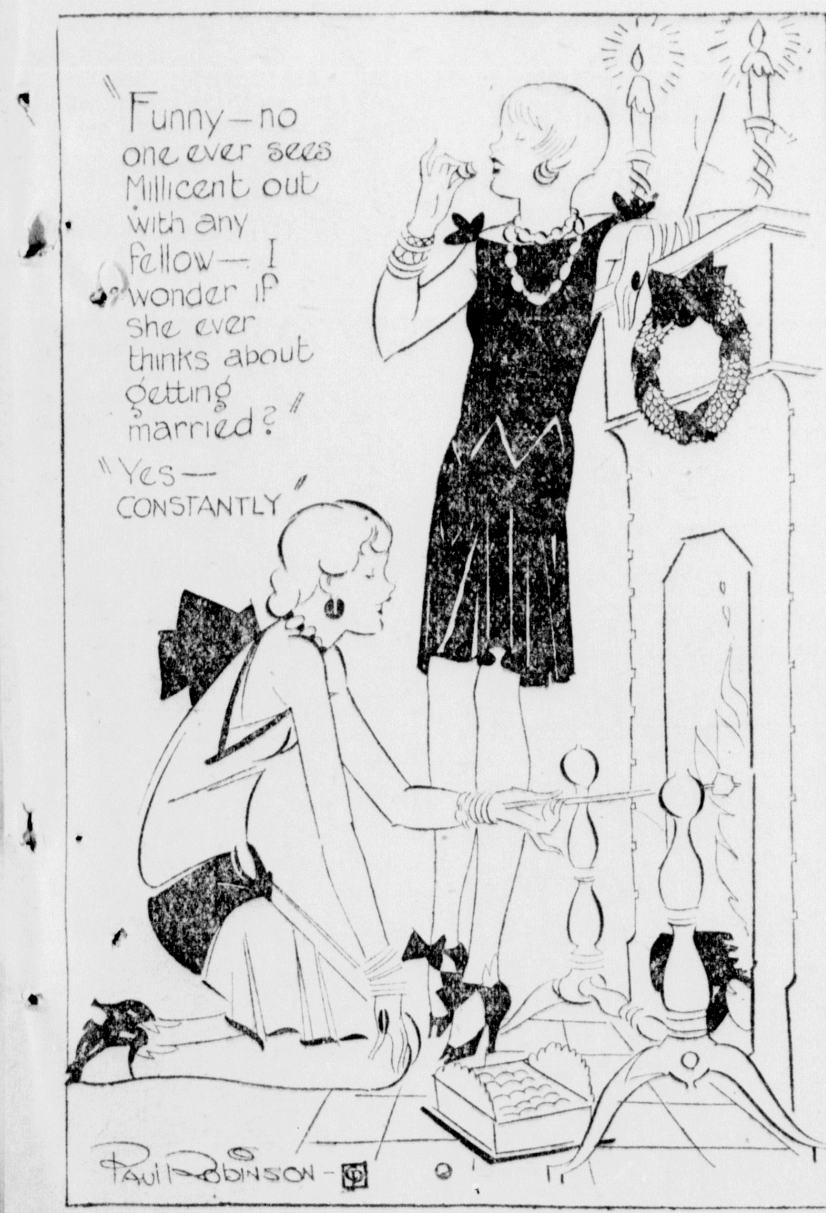 "Funny—no
one ever sees
Millicent out
with any
fellow— I
wonder if
she ever
thinks about
getting
married?"
"Yes—
CONSTANTLY"
PAUL ROBINSON -